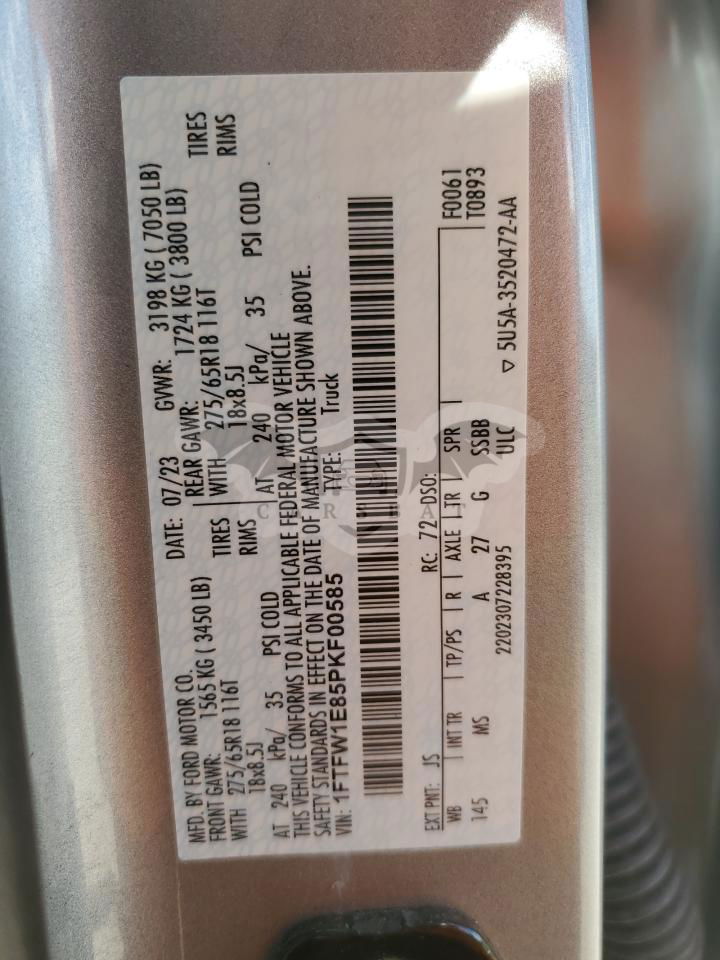 MFD. BY FORD MOTOR CO.
DATE: 07/23 GVWR: 3198 KG ( 7050 LB)
FRONT GAWR: 1565 KG ( 3450 LB) REAR GAWR: 1724 KG ( 3800 LB)
WITH 275/65R18 116T TIRES WITH 275/65R18 116T TIRES
18x8.5J RIMS 18x8.5J RIMS
AT 240 kPa/ 35 PSI COLD AT 240 kPa/ 35 PSI COLD
THIS VEHICLE CONFORMS TO ALL APPLICABLE FEDERAL MOTOR VEHICLE
SAFETY STANDARDS IN EFFECT ON THE DATE OF MANUFACTURE SHOWN ABOVE.
VIN: 1FTFW1E85PKF00585 TYPE: Truck
F0061
T0893
EXT PNT: JS RC: 72 DSO:
WB INT TR TP/PS R AXLE TR SPR
145 MS A 27 G SSBB
2202307228395 ULC ▽ 5U5A-3520472-AA
CARSBAT